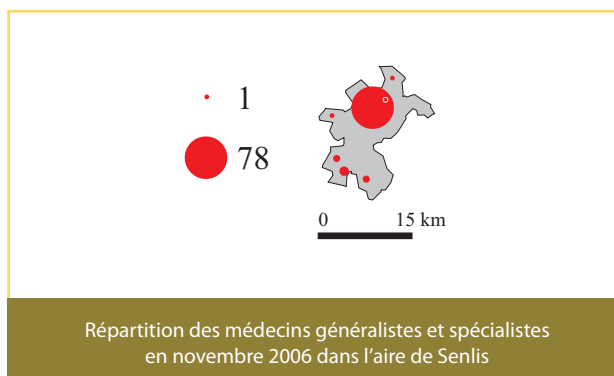 1
78
0 15 km
Répartition des médecins généralistes et spécialistes
en novembre 2006 dans l'aire de Senlis